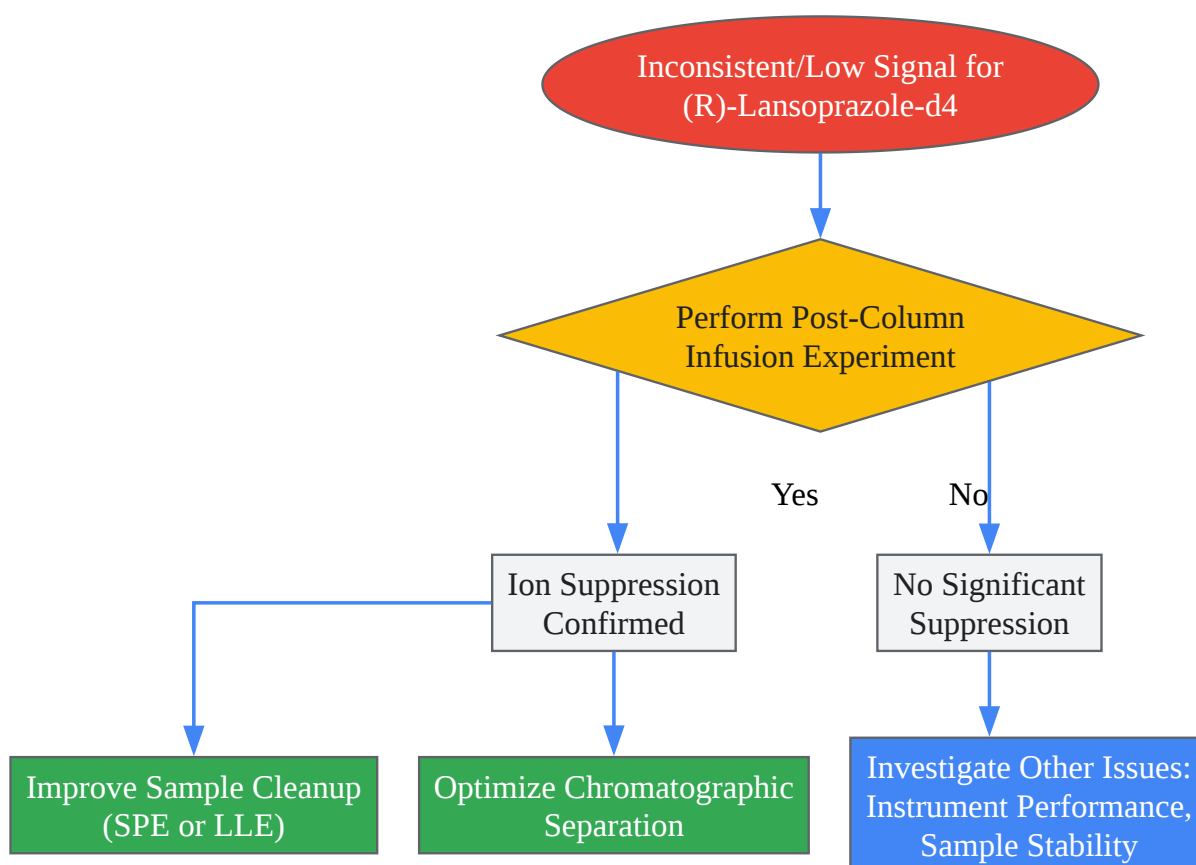 Inconsistent/Low Signal for
(R)-Lansoprazole-d4
Perform Post-Column
Infusion Experiment
Yes
No
Ion Suppression
Confirmed
No Significant
Suppression
Improve Sample Cleanup
(SPE or LLE)
Optimize Chromatographic
Separation
Investigate Other Issues:
Instrument Performance,
Sample Stability